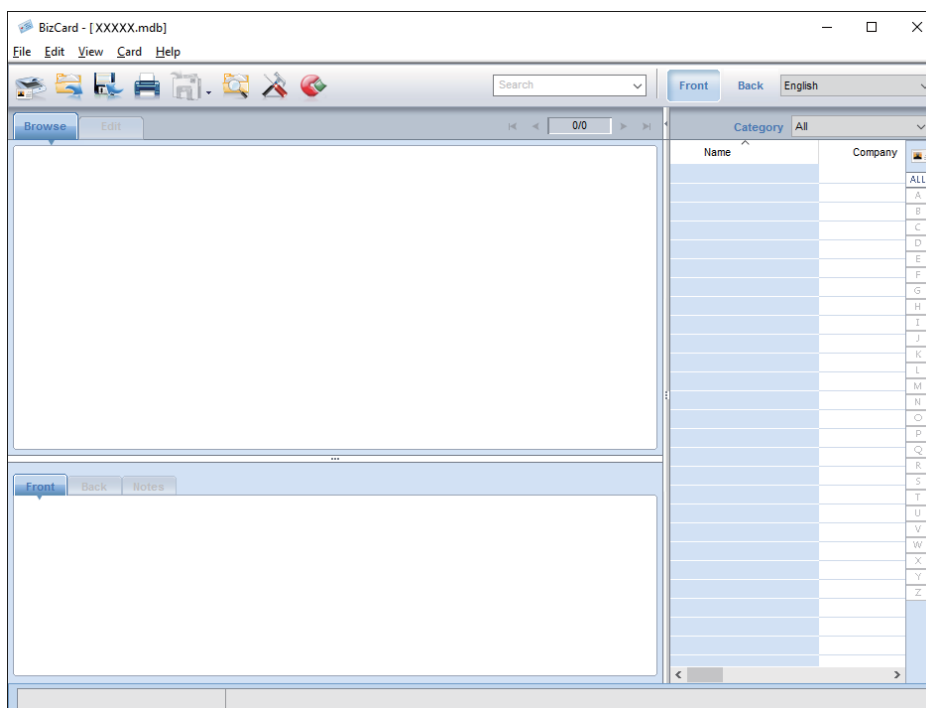 BizCard - [XXXXX.mdb]
File Edit View Card Help
Search
Front Back English
Browse Edit 0/0 Category All
Name Company
ALL
A
B
C
D
E
F
G
H
I
J
K
L
M
N
O
P
Q
R
S
T
U
V
W
X
Y
Z
Front Back Notes